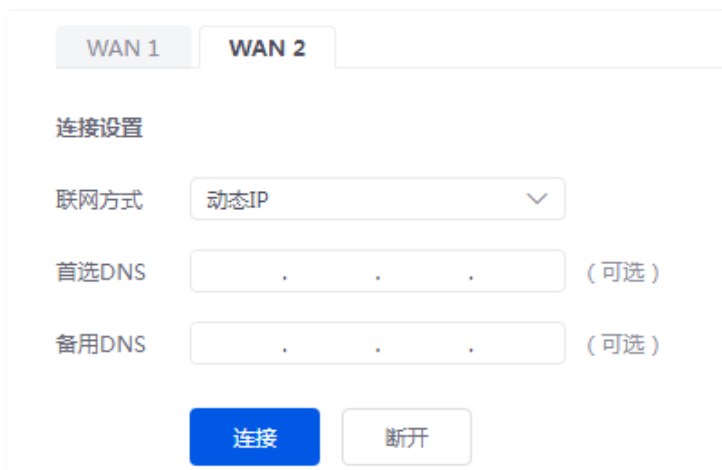 WAN 1 WAN 2
连接设置
联网方式 动态IP
首选DNS . . . （可选）
备用DNS . . . （可选）
连接 断开